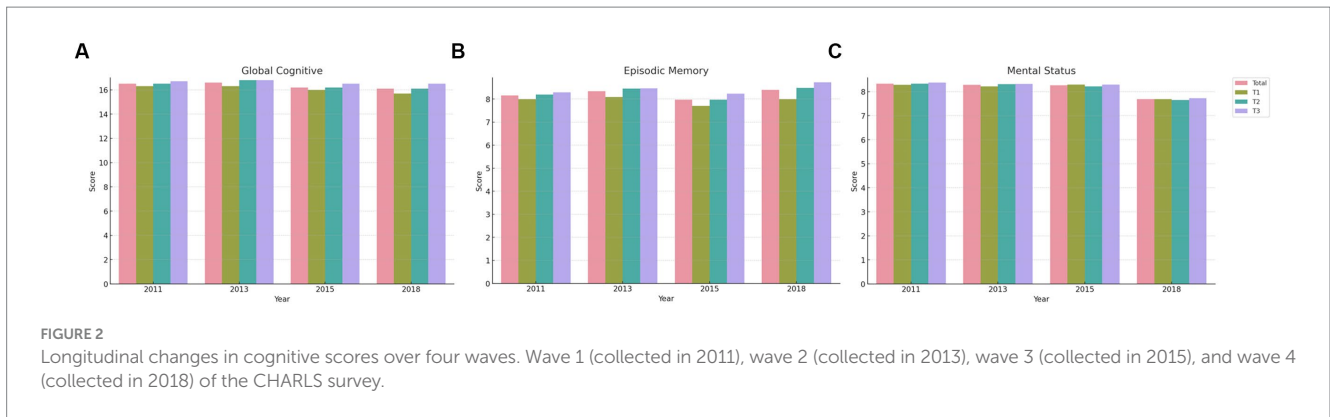 A
Global Cognitive
16
14
12
10
8
6
4
2
0
Score
2011 2013 2015 2018
Year
B
Episodic Memory
8
7
6
5
4
3
2
1
0
Score
2011 2013 2015 2018
Year
C
Mental Status
8
7
6
5
4
3
2
1
0
Score
2011 2013 2015 2018
Year
Total
T1
T2
T3
FIGURE 2
Longitudinal changes in cognitive scores over four waves. Wave 1 (collected in 2011), wave 2 (collected in 2013), wave 3 (collected in 2015), and wave 4
(collected in 2018) of the CHARLS survey.